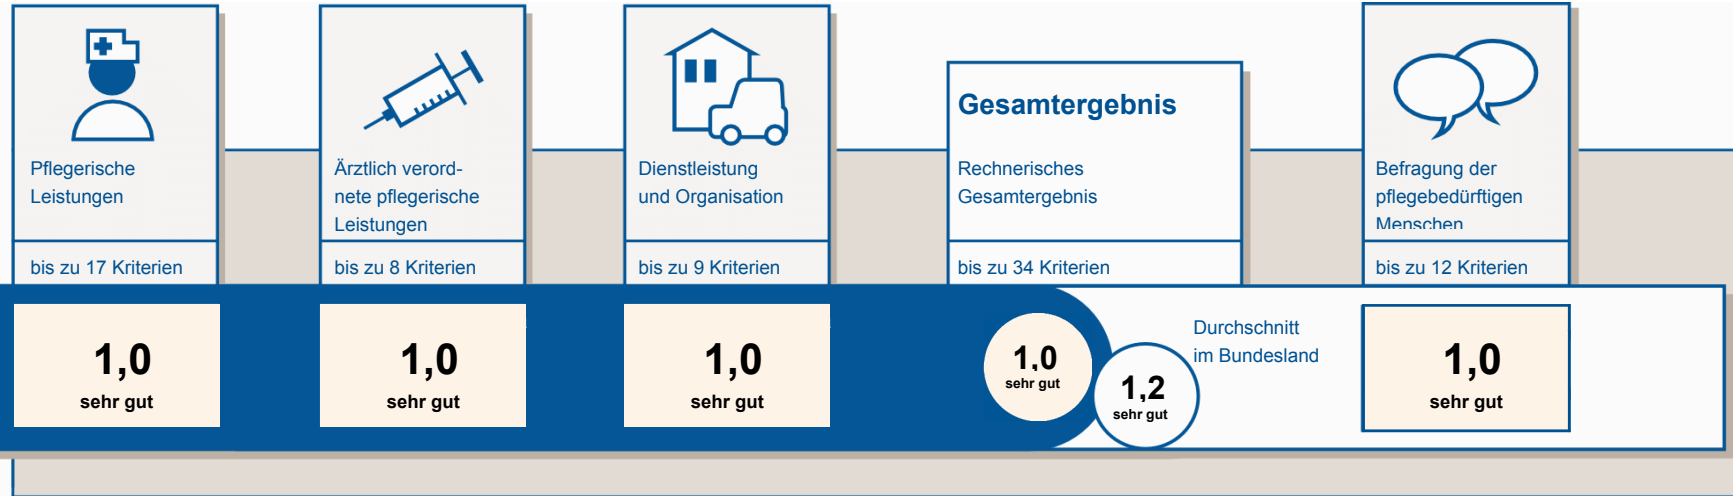 Pflegerische
Leistungen
bis zu 17 Kriterien
1,0
sehr gut
Ärztlich verord-
nete pflegerische
Leistungen
bis zu 8 Kriterien
1,0
sehr gut
Dienstleistung
und Organisation
bis zu 9 Kriterien
1,0
sehr gut
Gesamtergebnis
Rechnerisches
Gesamtergebnis
bis zu 34 Kriterien
1,0
sehr gut
1,2
sehr gut
Durchschnitt
im Bundesland
Befragung der
pflegebedürftigen
Menschen
bis zu 12 Kriterien
1,0
sehr gut